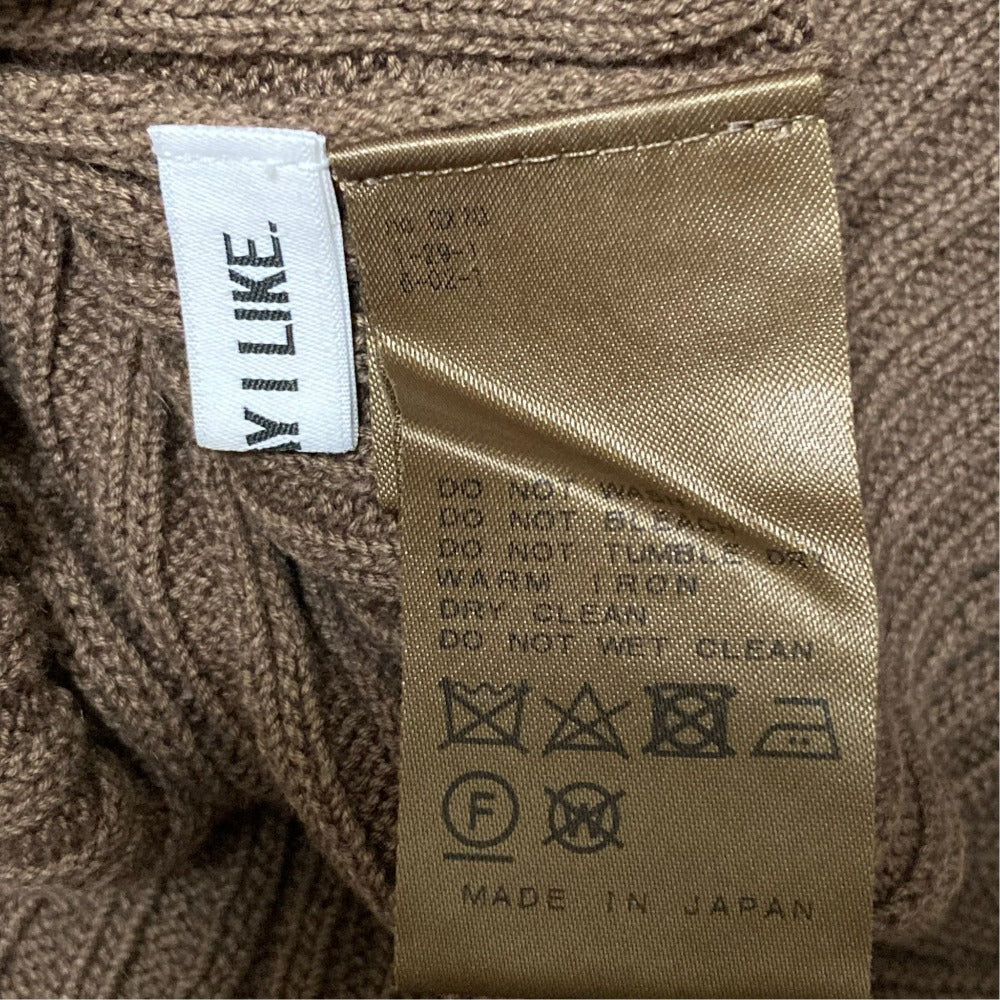 AY I LIKE.
DO NOT WASH
DO NOT BLEACH
DO NOT TUMBLE DRY
WARM IRON
DRY CLEAN
DO NOT WET CLEAN
F
W
MADE IN JAPAN